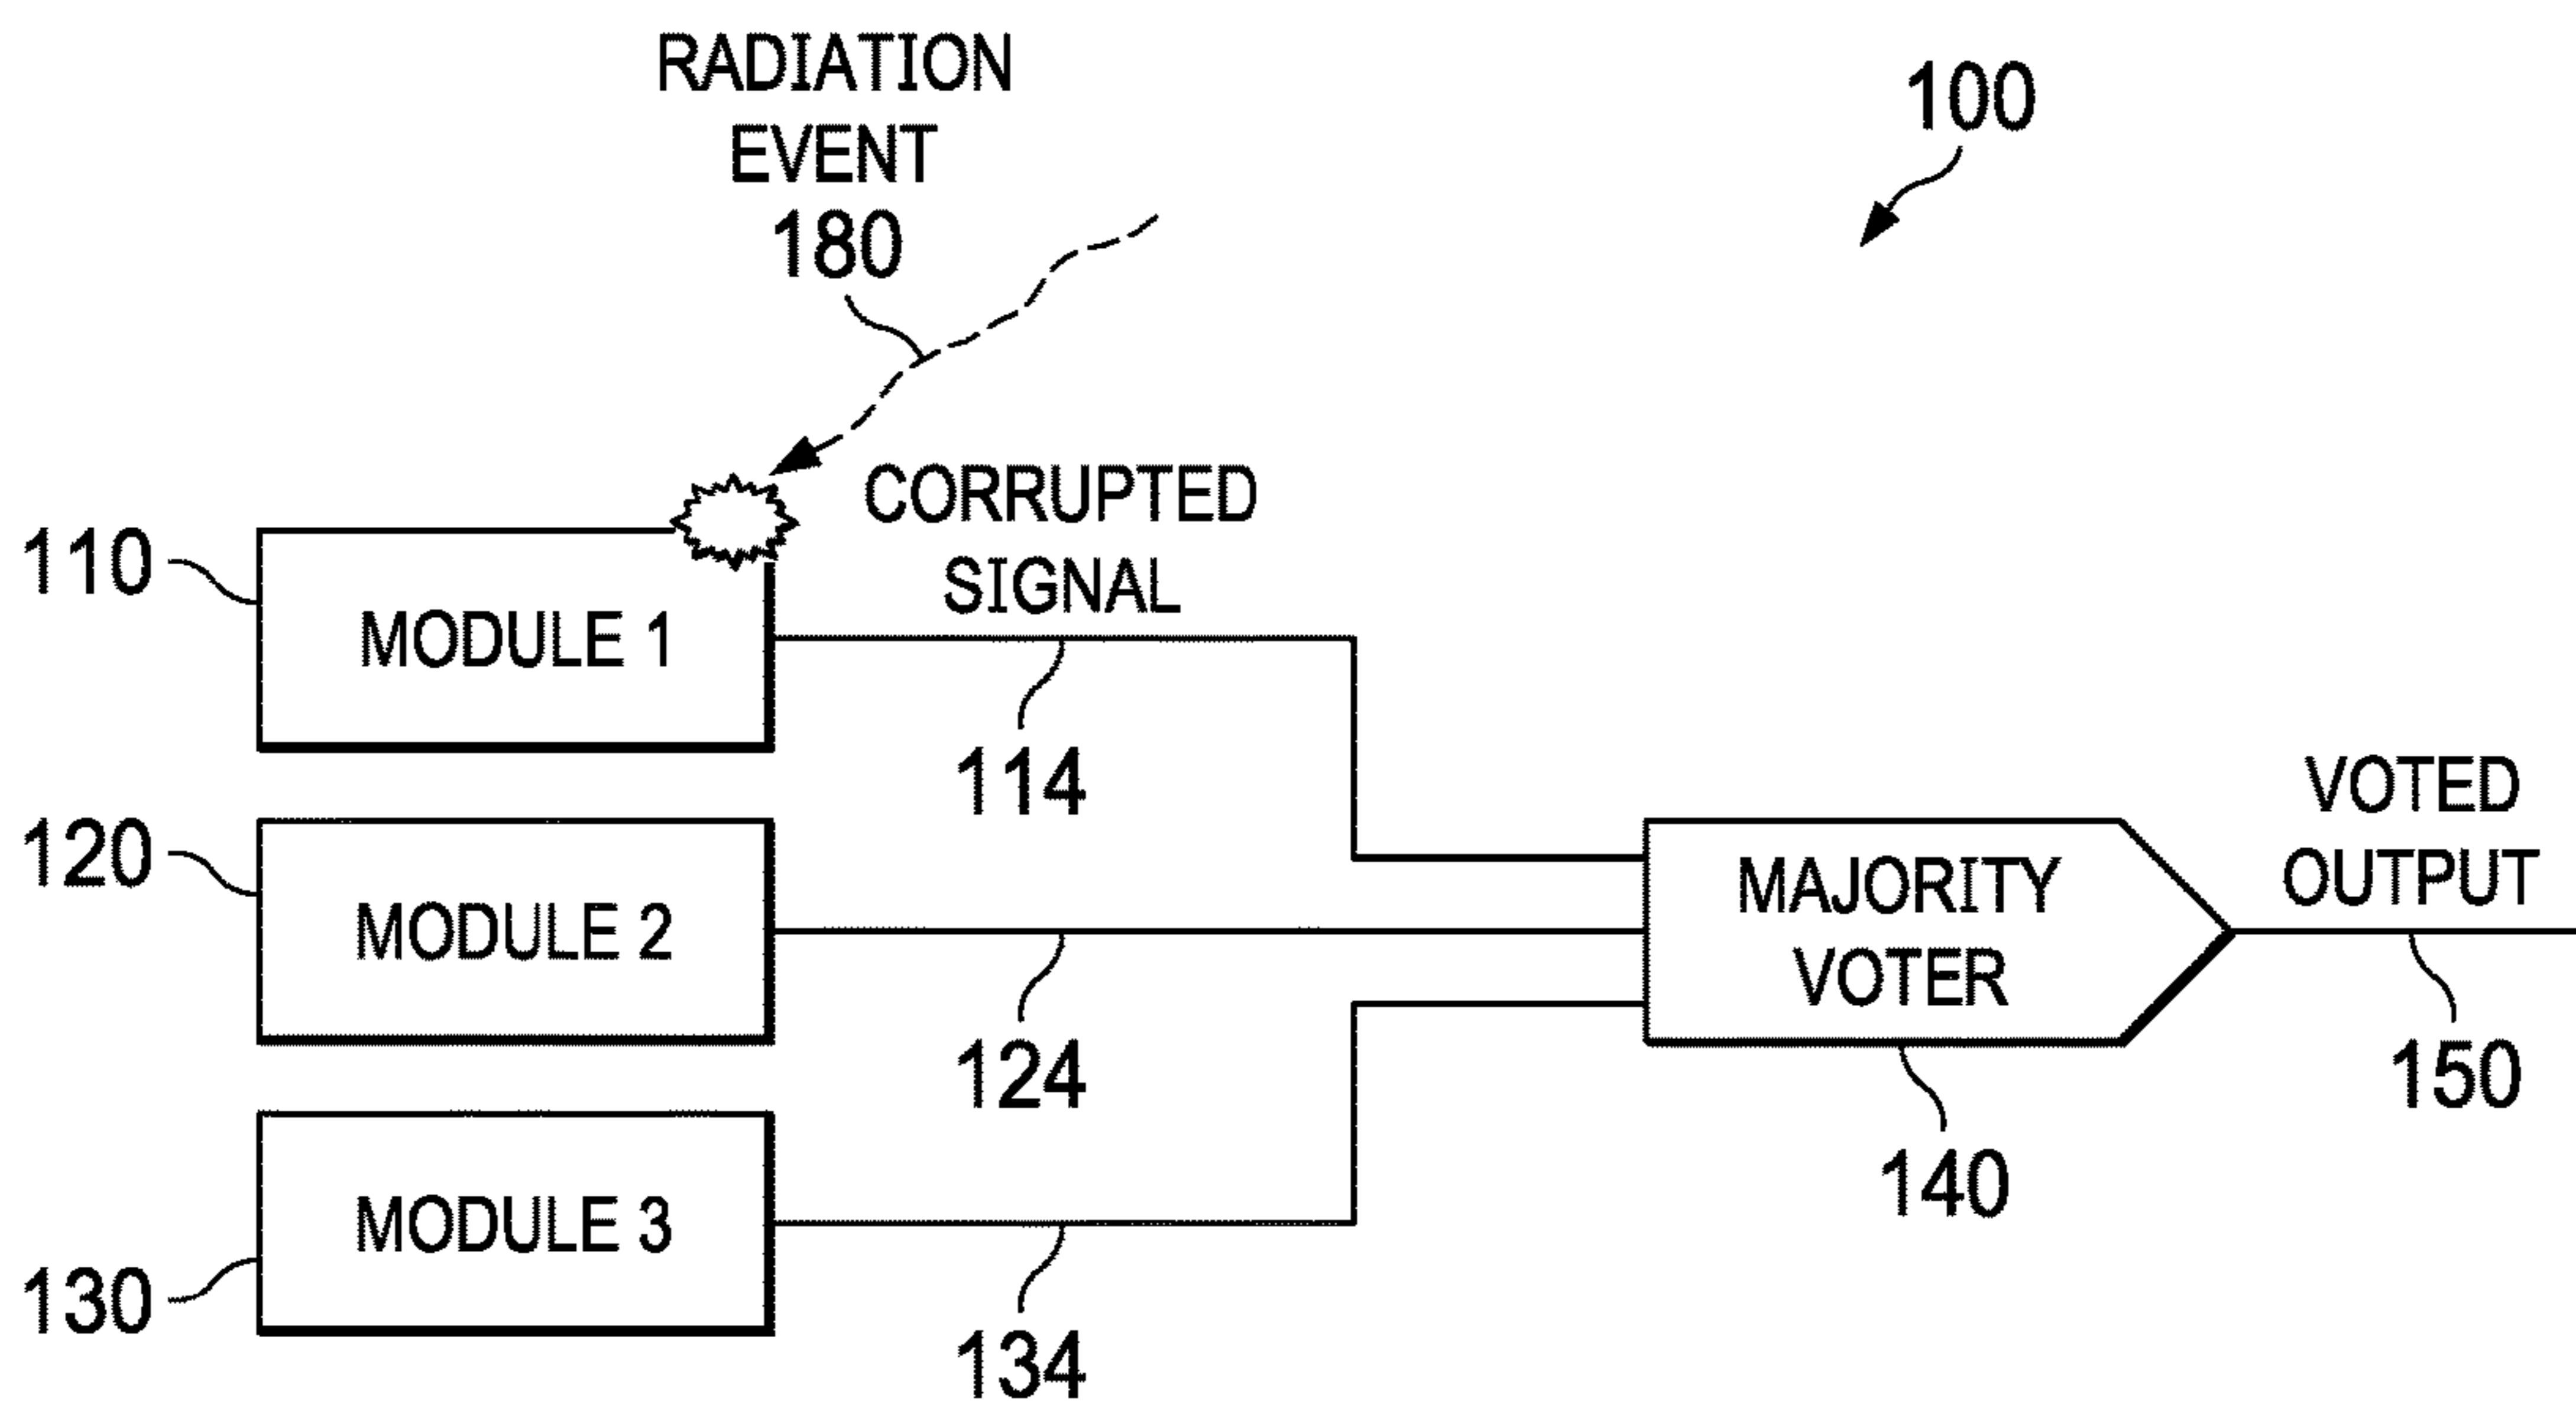 RADIATION
EVENT
180
100
CORRUPTED
SIGNAL
110
MODULE 1
114
120
MODULE 2
124
MAJORITY
VOTER
VOTED
OUTPUT
150
140
130
MODULE 3
134